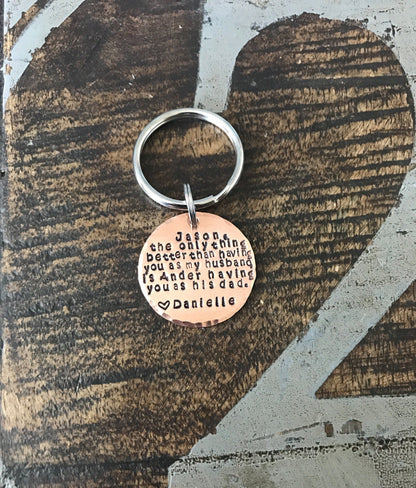 Jason,
the only thing
better than having
you as my husband
is Ander having
you as his dad.
♡Danielle